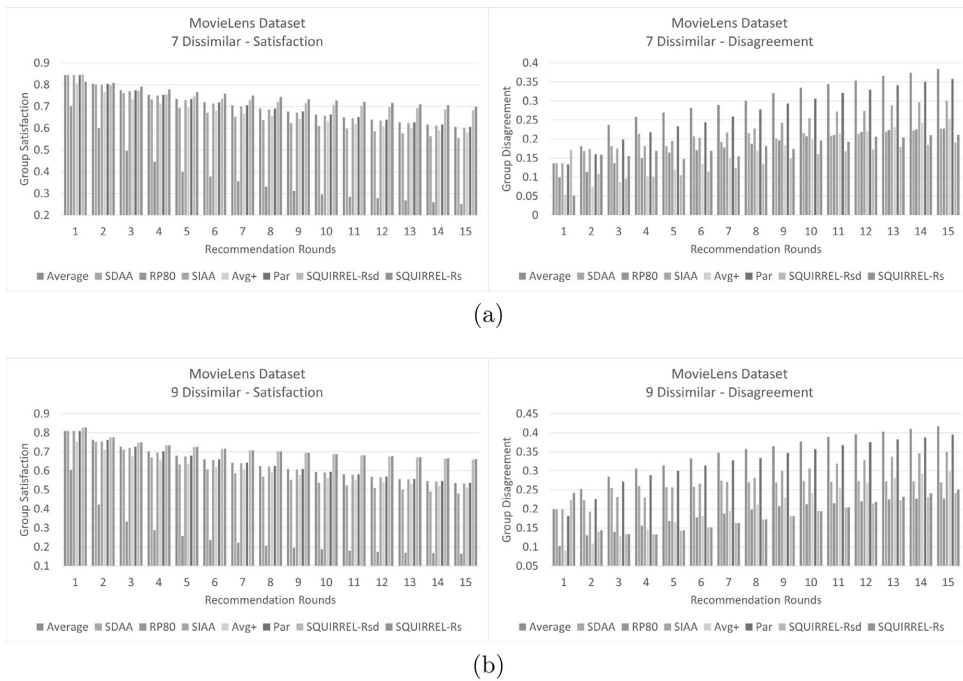 MovieLens Dataset
7 Dissimilar - Satisfaction
Group Satisfaction
0.9
0.8
0.7
0.6
0.5
0.4
0.3
0.2
1 2 3 4 5 6 7 8 9 10 11 12 13 14 15
Recommendation Rounds
Average SDAA RP80 SIAA Avg+ Par SQUIRREL-Rsd SQUIRREL-Rs
MovieLens Dataset
7 Dissimilar - Disagreement
Group Disagreement
0.4
0.35
0.3
0.25
0.2
0.15
0.1
0.05
0
1 2 3 4 5 6 7 8 9 10 11 12 13 14 15
Recommendation Rounds
Average SDAA RP80 SIAA Avg+ Par SQUIRREL-Rsd SQUIRREL-Rs
(a)
MovieLens Dataset
9 Dissimilar - Satisfaction
Group Satisfaction
0.9
0.8
0.7
0.6
0.5
0.4
0.3
0.2
0.1
1 2 3 4 5 6 7 8 9 10 11 12 13 14 15
Recommendation Rounds
Average SDAA RP80 SIAA Avg+ Par SQUIRREL-Rsd SQUIRREL-Rs
MovieLens Dataset
9 Dissimilar - Disagreement
Group Disagreement
0.45
0.4
0.35
0.3
0.25
0.2
0.15
0.1
0.05
1 2 3 4 5 6 7 8 9 10 11 12 13 14 15
Recommendation Rounds
Average SDAA RP80 SIAA Avg+ Par SQUIRREL-Rsd SQUIRREL-Rs
(b)